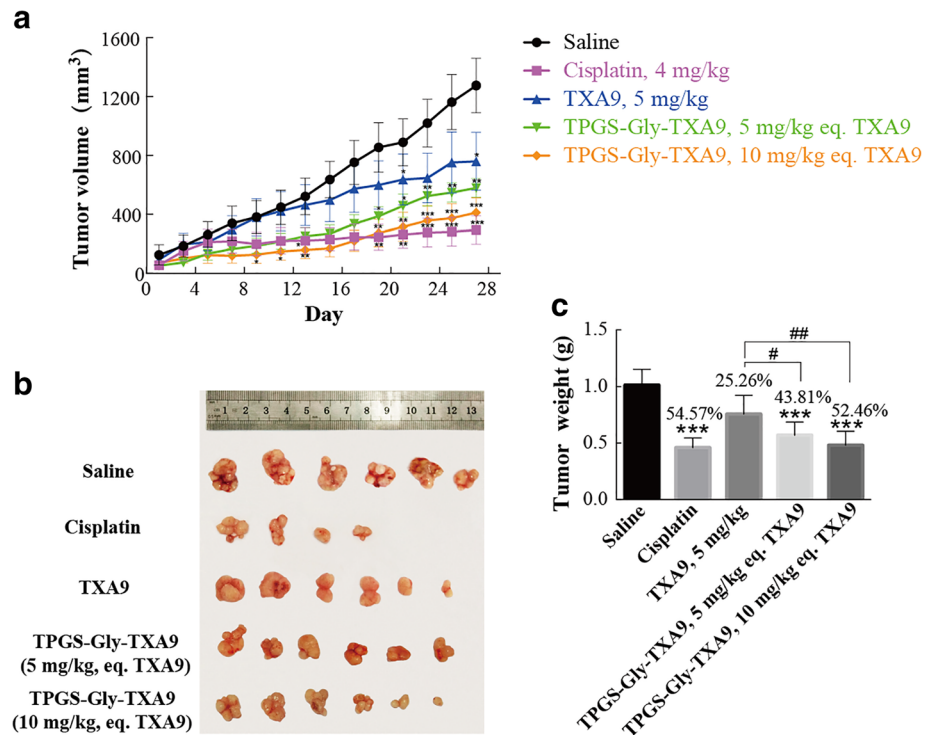 a
1600
1200
800
400
0
Tumor volume (mm³)
0 4 8 12 16 20 24 28
Day
Saline
Cisplatin, 4 mg/kg
TXA9, 5 mg/kg
TPGS-Gly-TXA9, 5 mg/kg eq. TXA9
TPGS-Gly-TXA9, 10 mg/kg eq. TXA9
b
1 2 3 4 5 6 7 8 9 10 11 12 13
Saline
Cisplatin
TXA9
TPGS-Gly-TXA9
(5 mg/kg, eq. TXA9)
TPGS-Gly-TXA9
(10 mg/kg, eq. TXA9)
c
Tumor weight (g)
1.5
1.0
0.5
0.0
54.57%
***
25.26%
43.81%
***
52.46%
***
#
##
Saline
Cisplatin
TXA9, 5 mg/kg
TPGS-Gly-TXA9, 5 mg/kg eq. TXA9
TPGS-Gly-TXA9, 10 mg/kg eq. TXA9